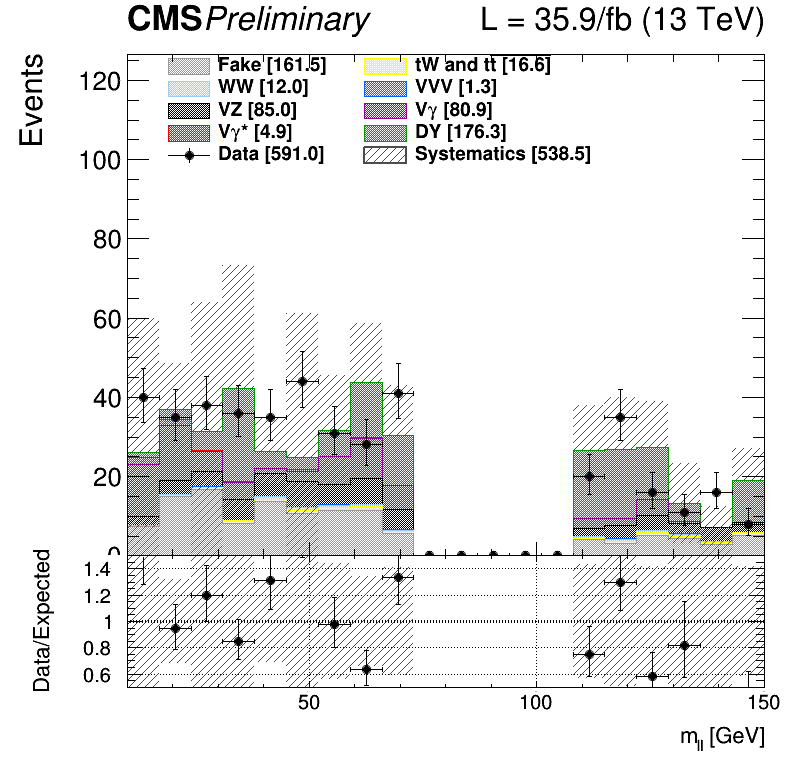 CMS Preliminary L = 35.9/fb (13 TeV)
Events
Fake [161.5] tW and tt̄ [16.6]
WW [12.0] VVV [1.3]
VZ [85.0] Vγ [80.9]
Vγ* [4.9] DY [176.3]
Data [591.0] Systematics [538.5]
120
100
80
60
40
20
0
Data/Expected
1.4
1.2
1
0.8
0.6
50 100 150
m_ll [GeV]